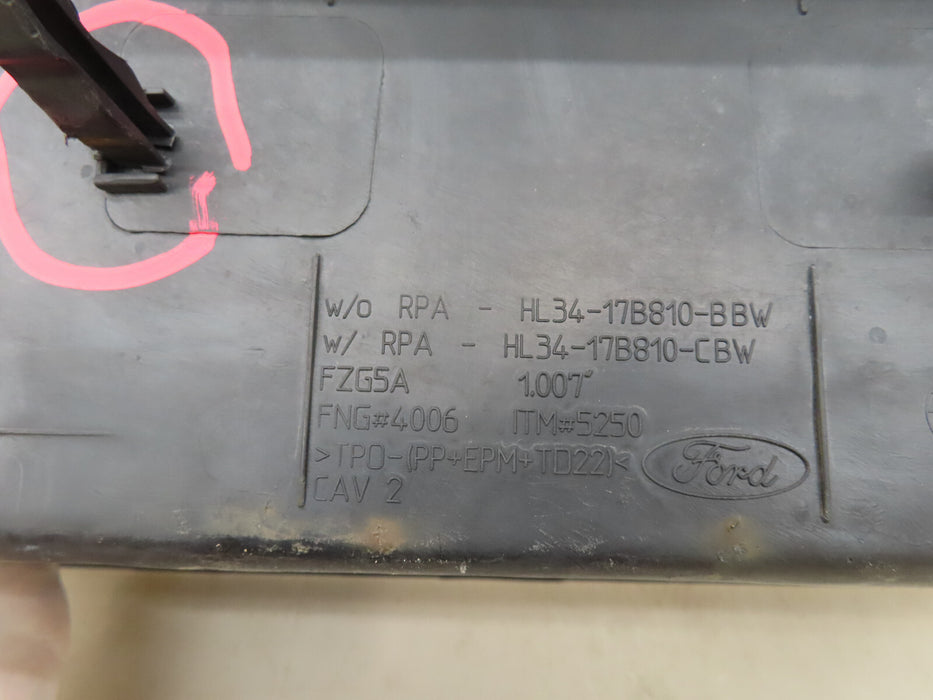 W/O RPA - HL34-17B810-BBW
W/ RPA - HL34-17B810-CBW
FZG5A 1.007"
FNG#4006 ITM#5250
>TPO-(PP+EPM+TD22)<
Ford
CAV 2